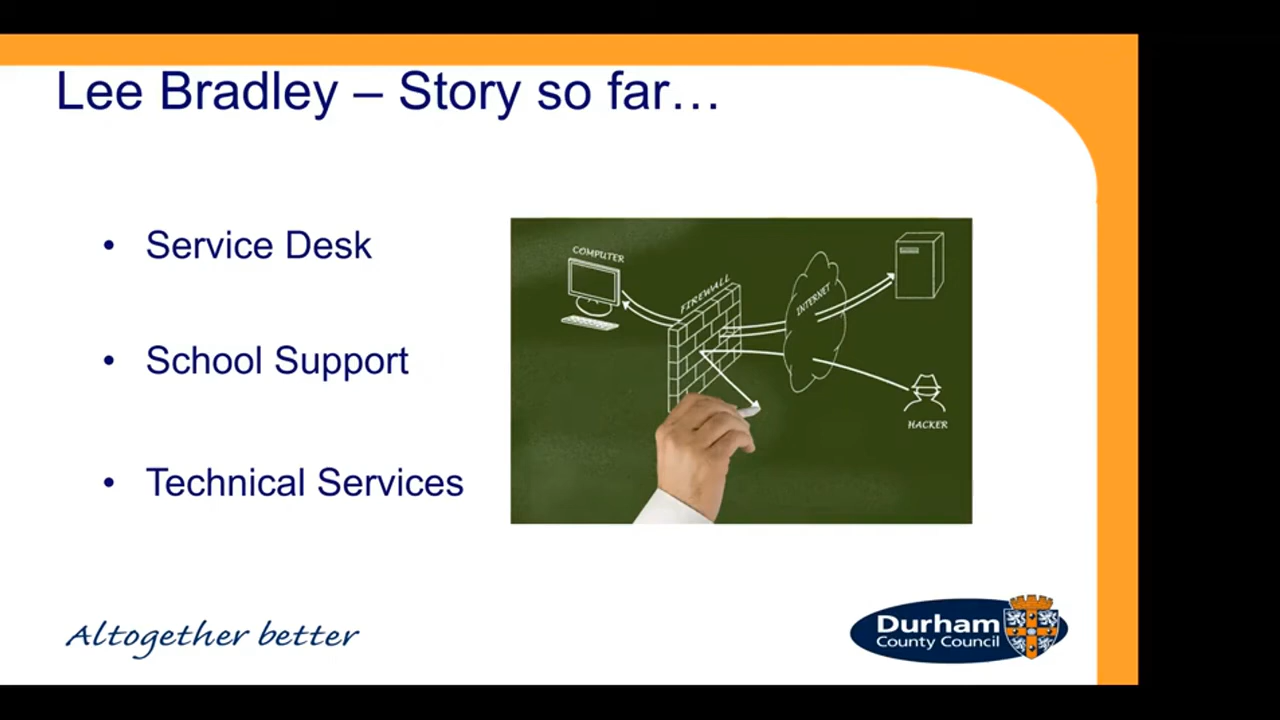 Lee Bradley – Story so far…
• Service Desk
• School Support
• Technical Services
COMPUTER
FIREWALL
INTERNET
HACKER
Altogether better
Durham
County Council